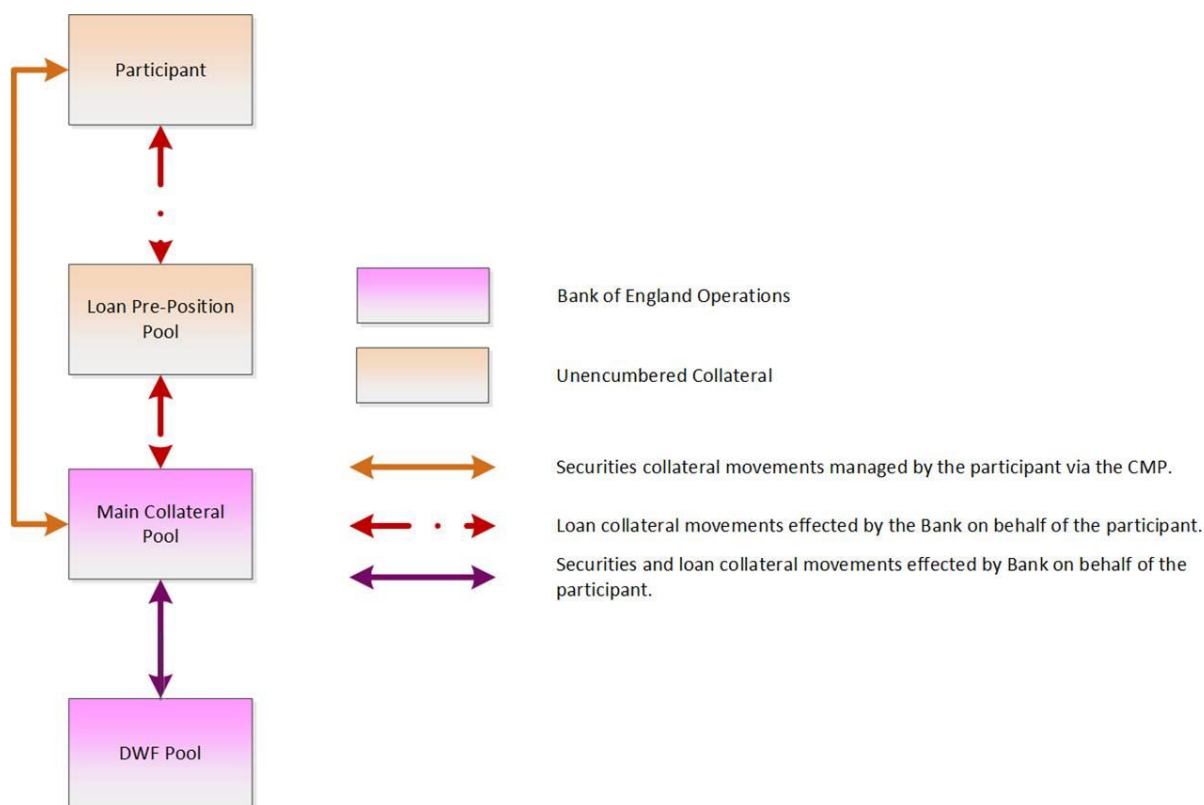 Participant
Loan Pre-Position
Pool
Main Collateral
Pool
DWF Pool
Bank of England Operations
Unencumbered Collateral
Securities collateral movements managed by the participant via the CMP.
Loan collateral movements effected by the Bank on behalf of the participant.
Securities and loan collateral movements effected by Bank on behalf of the
participant.